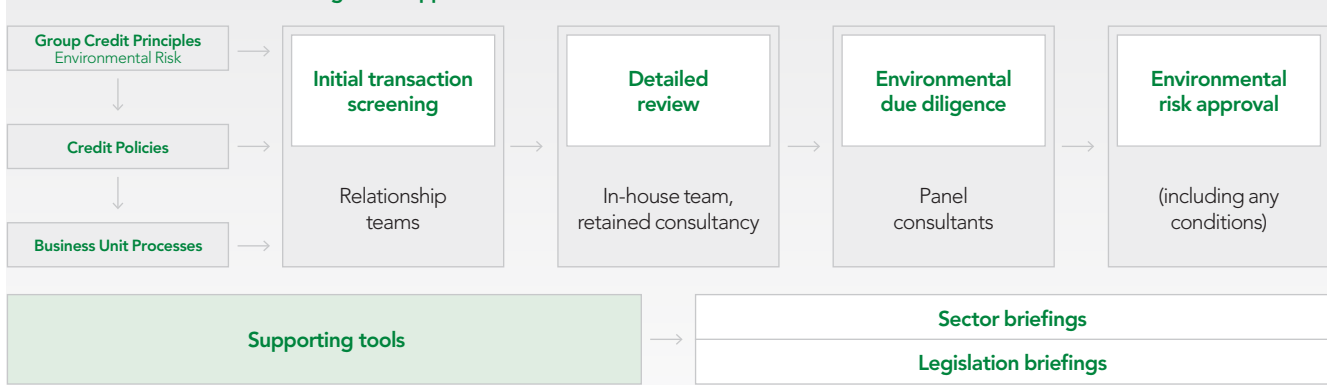 Group Credit Principles
Environmental Risk
Credit Policies
Business Unit Processes
Initial transaction
screening
Relationship
teams
Detailed
review
In-house team,
retained consultancy
Environmental
due diligence
Panel
consultants
Environmental
risk approval
(including any
conditions)
Supporting tools
Sector briefings
Legislation briefings